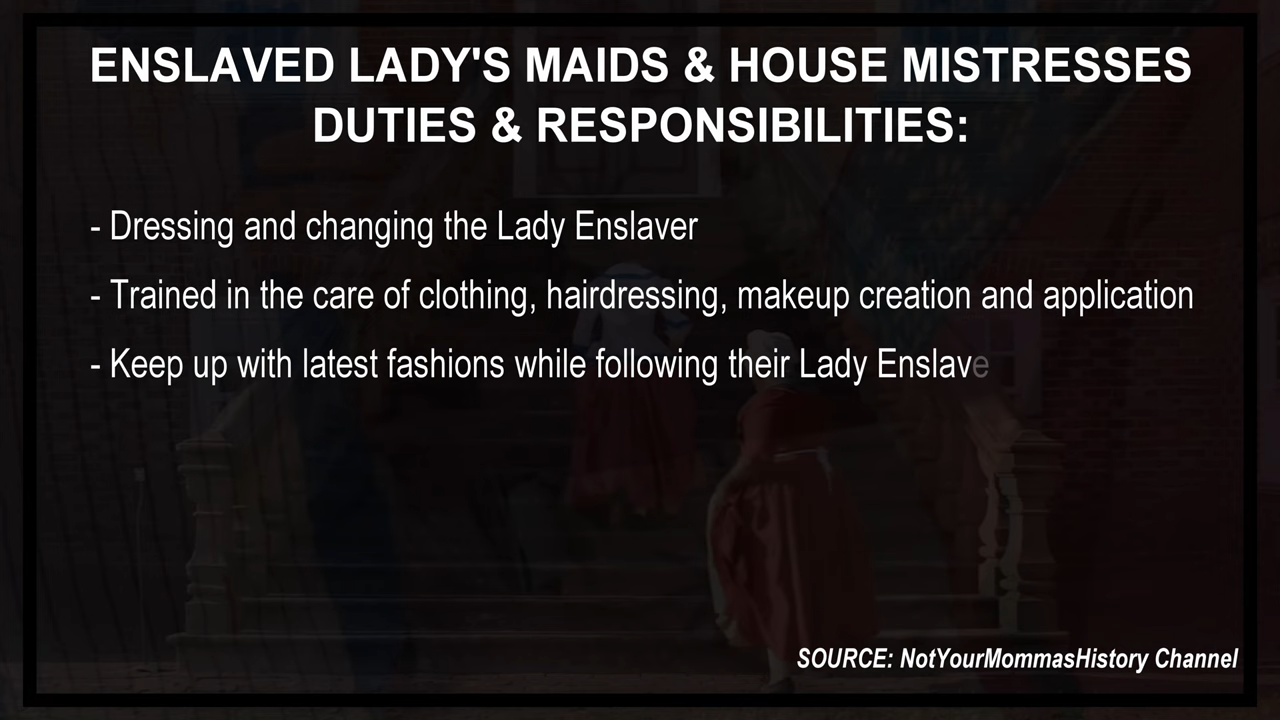 ENSLAVED LADY'S MAIDS & HOUSE MISTRESSES
DUTIES & RESPONSIBILITIES:
- Dressing and changing the Lady Enslaver
- Trained in the care of clothing, hairdressing, makeup creation and application
- Keep up with latest fashions while following their Lady Enslave
SOURCE: NotYourMommasHistory Channel